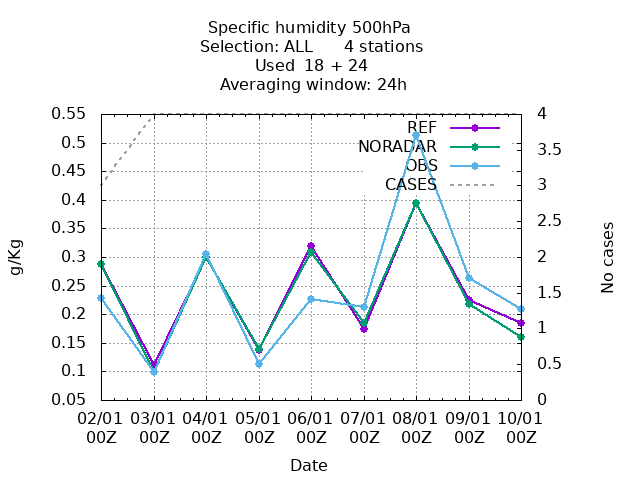 Specific humidity 500hPa
Selection: ALL      4 stations
Used  18 + 24
Averaging window: 24h
0.55
0.5
0.45
0.4
0.35
0.3
0.25
0.2
0.15
0.1
0.05
g/Kg
REF
NORADAR
OBS
CASES
4
3.5
3
2.5
2
1.5
1
0.5
0
No cases
02/01 03/01 04/01 05/01 06/01 07/01 08/01 09/01 10/01
00Z 00Z 00Z 00Z 00Z 00Z 00Z 00Z 00Z
Date